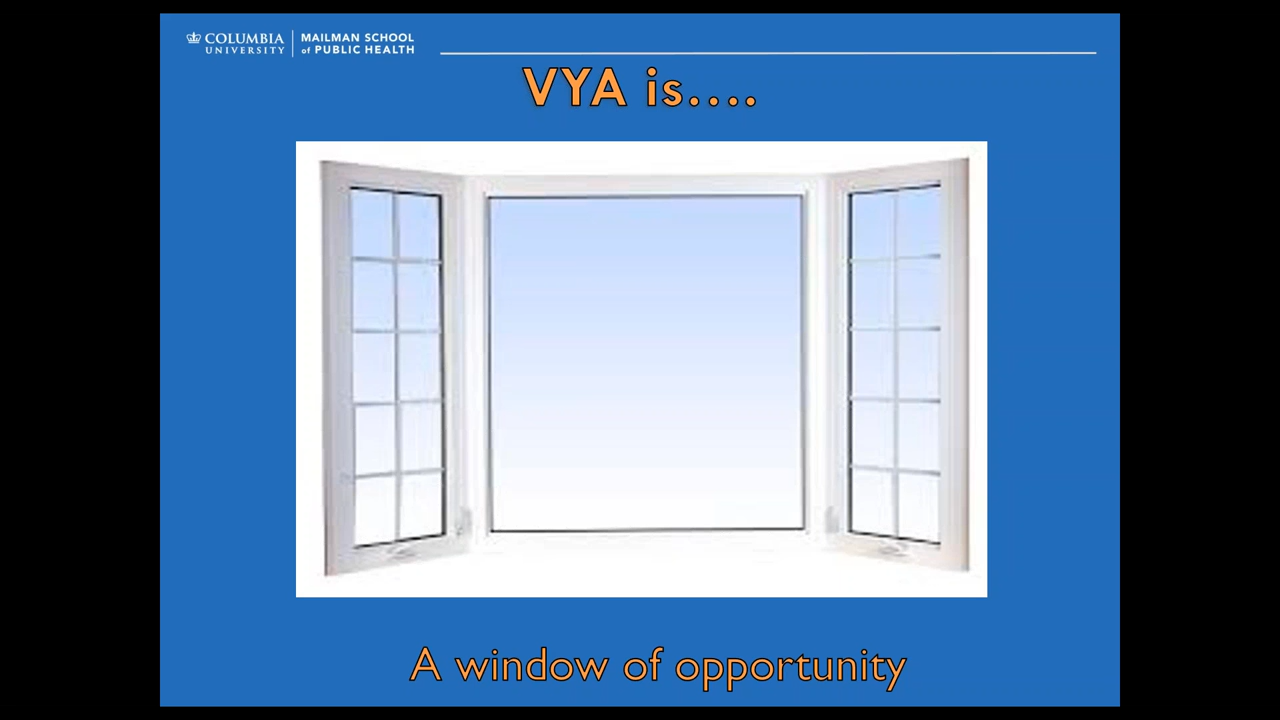 COLUMBIA UNIVERSITY
MAILMAN SCHOOL of PUBLIC HEALTH
VYA is....
A window of opportunity